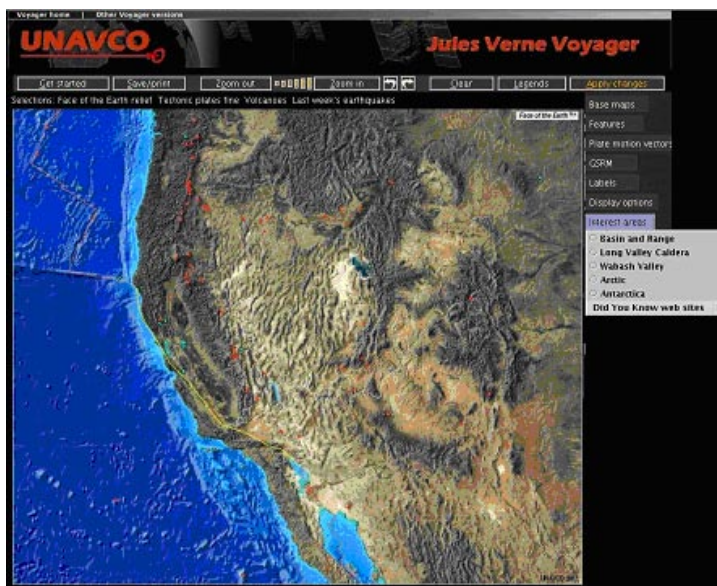 Voyager home | Other Voyager versions
UNAVCO
Jules Verne Voyager
Get started Save/print Zoom out Zoom in Clear Legends Apply changes
Selections: Face of the Earth relief Tectonic plates fine Volcanoes Last week's earthquakes
Face of the Earth™
Base maps
Features
Plate motion vectors
GSRM
Labels
Display options
Interest areas
Basin and Range
Long Valley Caldera
Wabash Valley
Arctic
Antarctica
Did You Know web sites